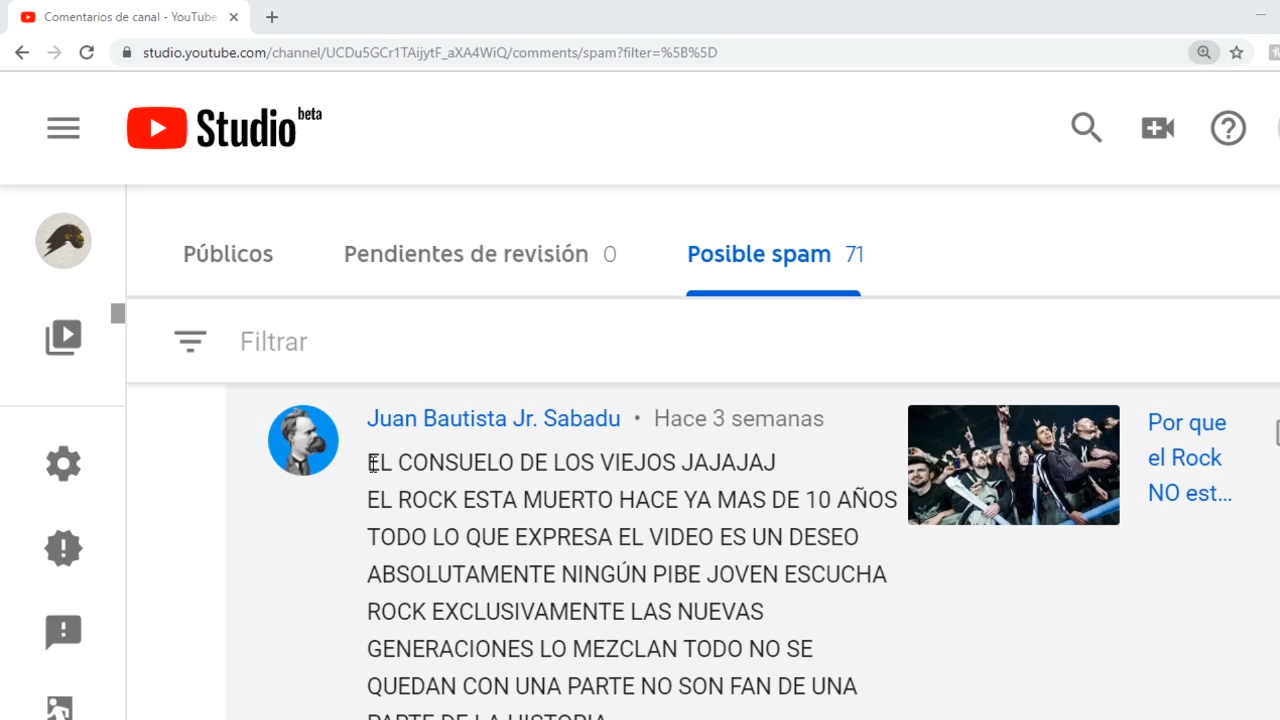 Comentarios de canal - YouTube
studio.youtube.com/channel/UCDu5GCr1TAijytF_aXA4WiQ/comments/spam?filter=%5B%5D
Studio beta
Públicos
Pendientes de revisión 0
Posible spam 71
Filtrar
Juan Bautista Jr. Sabadu • Hace 3 semanas
EL CONSUELO DE LOS VIEJOS JAJAJAJ
EL ROCK ESTA MUERTO HACE YA MAS DE 10 AÑOS
TODO LO QUE EXPRESA EL VIDEO ES UN DESEO
ABSOLUTAMENTE NINGÚN PIBE JOVEN ESCUCHA
ROCK EXCLUSIVAMENTE LAS NUEVAS
GENERACIONES LO MEZCLAN TODO NO SE
QUEDAN CON UNA PARTE NO SON FAN DE UNA
PARTE DE LA HISTORIA
Por que
el Rock
NO est...